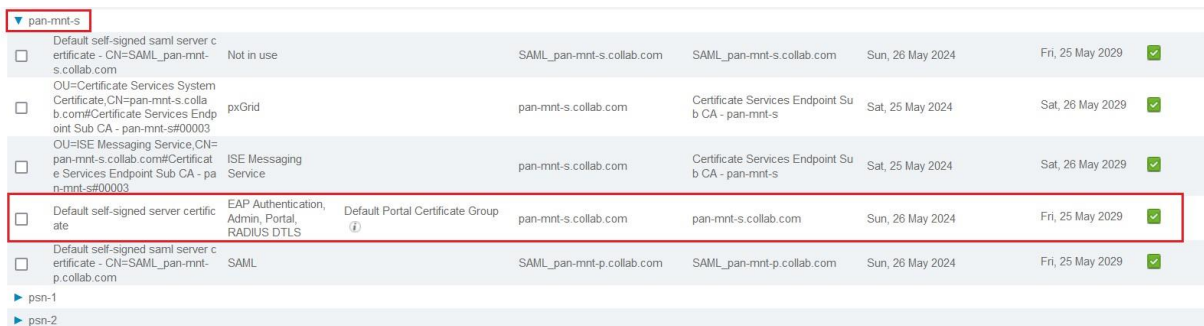 pan-mnt-s
Default self-signed saml server c
ertificate - CN=SAML_pan-mnt-
s.collab.com
Not in use
SAML_pan-mnt-s.collab.com
SAML_pan-mnt-s.collab.com
Sun, 26 May 2024
Fri, 25 May 2029
OU=Certificate Services System
Certificate,CN=pan-mnt-s.colla
b.com#Certificate Services Endp
oint Sub CA - pan-mnt-s#00003
pxGrid
pan-mnt-s.collab.com
Certificate Services Endpoint Su
b CA - pan-mnt-s
Sat, 25 May 2024
Sat, 26 May 2029
OU=ISE Messaging Service,CN=
pan-mnt-s.collab.com#Certificat
e Services Endpoint Sub CA - pa
n-mnt-s#00003
ISE Messaging
Service
pan-mnt-s.collab.com
Certificate Services Endpoint Su
b CA - pan-mnt-s
Sat, 25 May 2024
Sat, 26 May 2029
Default self-signed server certific
ate
EAP Authentication,
Admin, Portal,
RADIUS DTLS
Default Portal Certificate Group
pan-mnt-s.collab.com
pan-mnt-s.collab.com
Sun, 26 May 2024
Fri, 25 May 2029
Default self-signed saml server c
ertificate - CN=SAML_pan-mnt-
p.collab.com
SAML
SAML_pan-mnt-p.collab.com
SAML_pan-mnt-p.collab.com
Sun, 26 May 2024
Fri, 25 May 2029
psn-1
psn-2